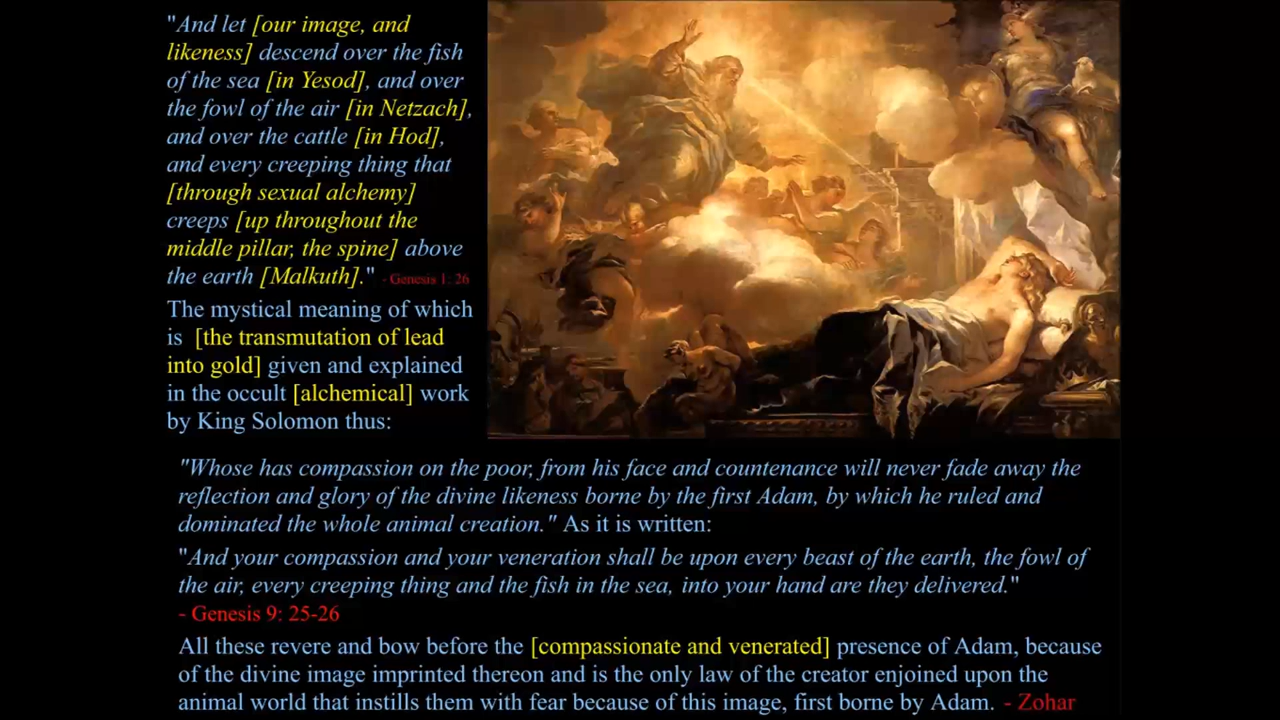 "And let [our image, and
likeness] descend over the fish
of the sea [in Yesod], and over
the fowl of the air [in Netzach],
and over the cattle [in Hod],
and every creeping thing that
[through sexual alchemy]
creeps [up throughout the
middle pillar, the spine] above
the earth [Malkuth]." - Genesis 1: 26
The mystical meaning of which
is [the transmutation of lead
into gold] given and explained
in the occult [alchemical] work
by King Solomon thus:
"Whose has compassion on the poor, from his face and countenance will never fade away the
reflection and glory of the divine likeness borne by the first Adam, by which he ruled and
dominated the whole animal creation." As it is written:
"And your compassion and your veneration shall be upon every beast of the earth, the fowl of
the air, every creeping thing and the fish in the sea, into your hand are they delivered."
- Genesis 9: 25-26
All these revere and bow before the [compassionate and venerated] presence of Adam, because
of the divine image imprinted thereon and is the only law of the creator enjoined upon the
animal world that instills them with fear because of this image, first borne by Adam. - Zohar